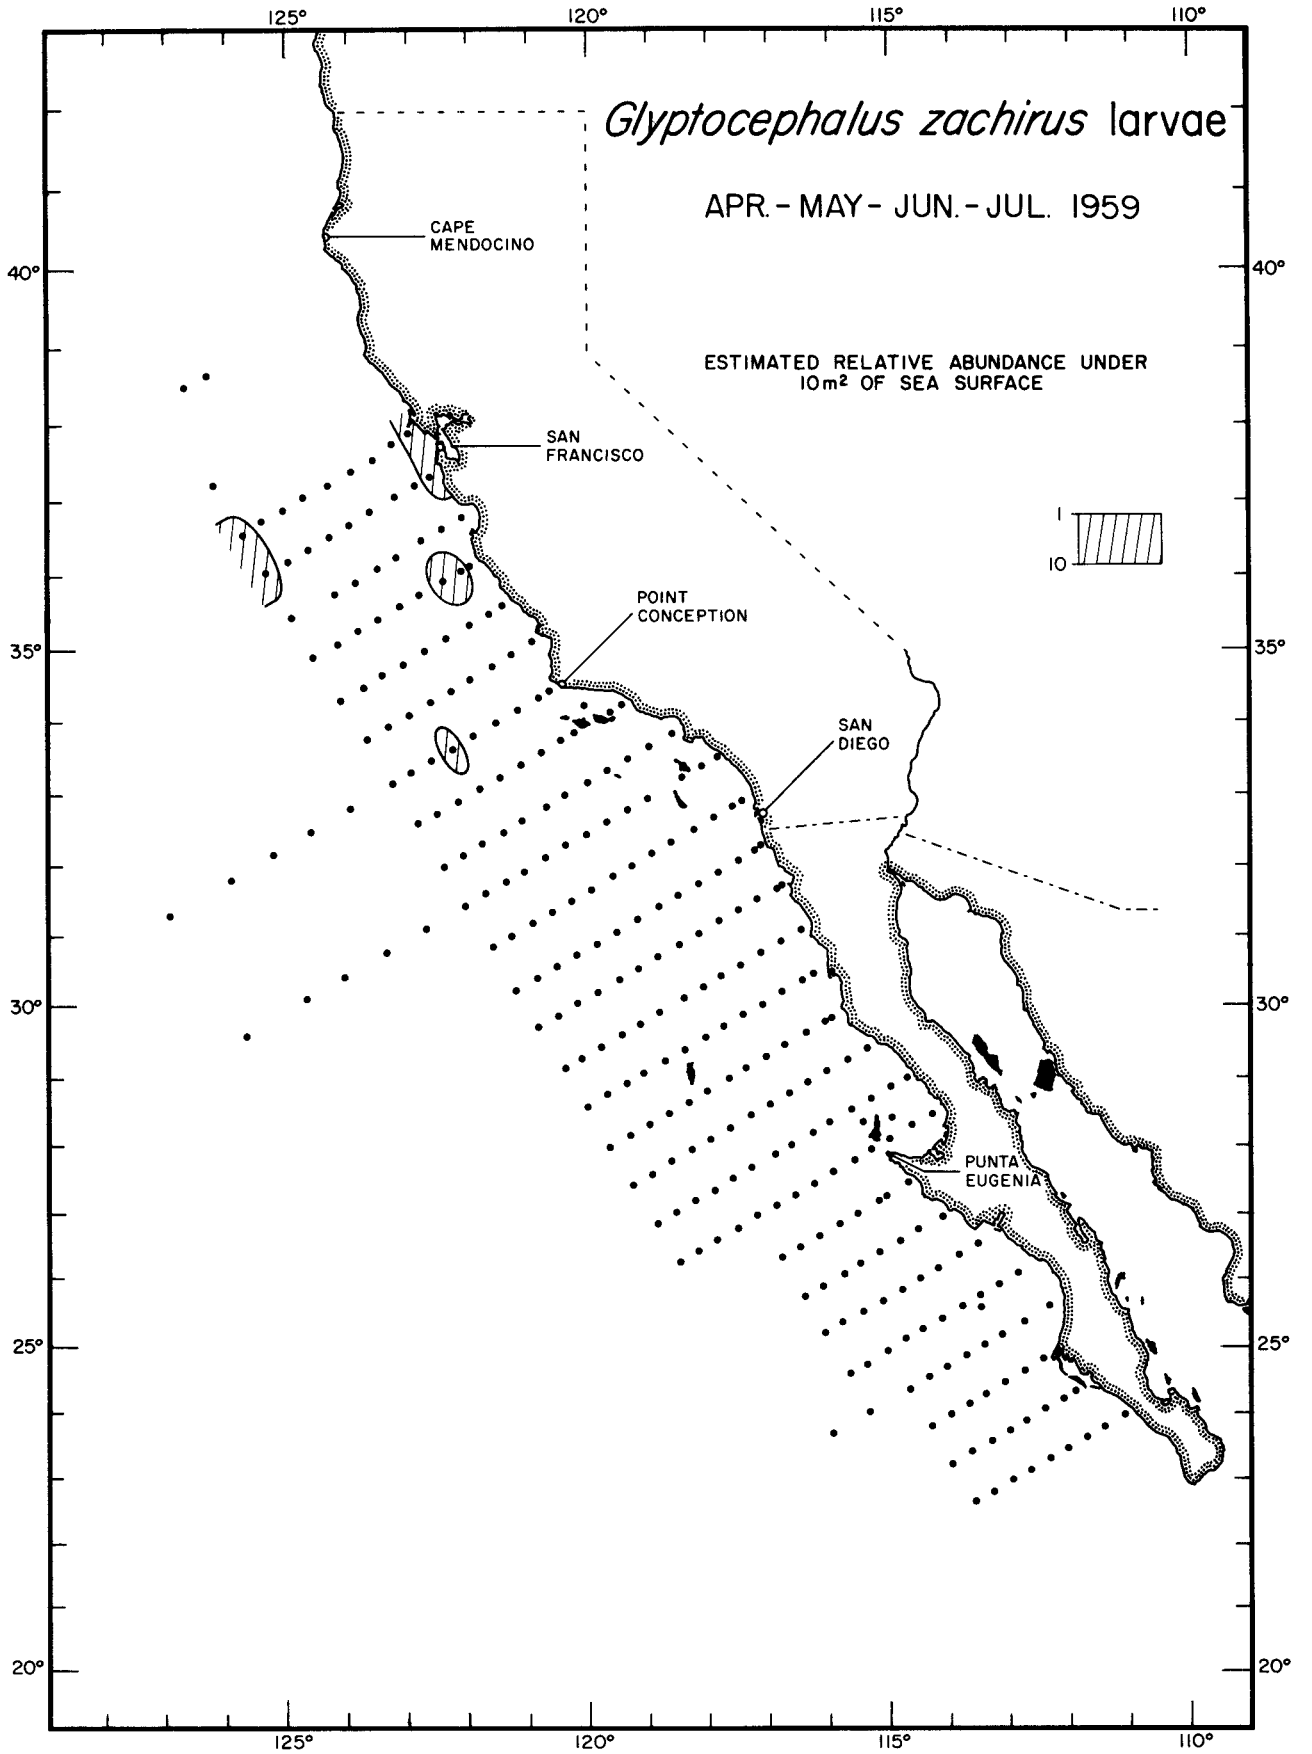 125° 120° 115° 110°
Glyptocephalus zachirus larvae
APR.-MAY-JUN.-JUL. 1959
CAPE
MENDOCINO
40° 40°
ESTIMATED RELATIVE ABUNDANCE UNDER
10m² OF SEA SURFACE
SAN
FRANCISCO
1
10
POINT
CONCEPTION
35° 35°
SAN
DIEGO
30° 30°
PUNTA
EUGENIA
25° 25°
20° 20°
125° 120° 115° 110°